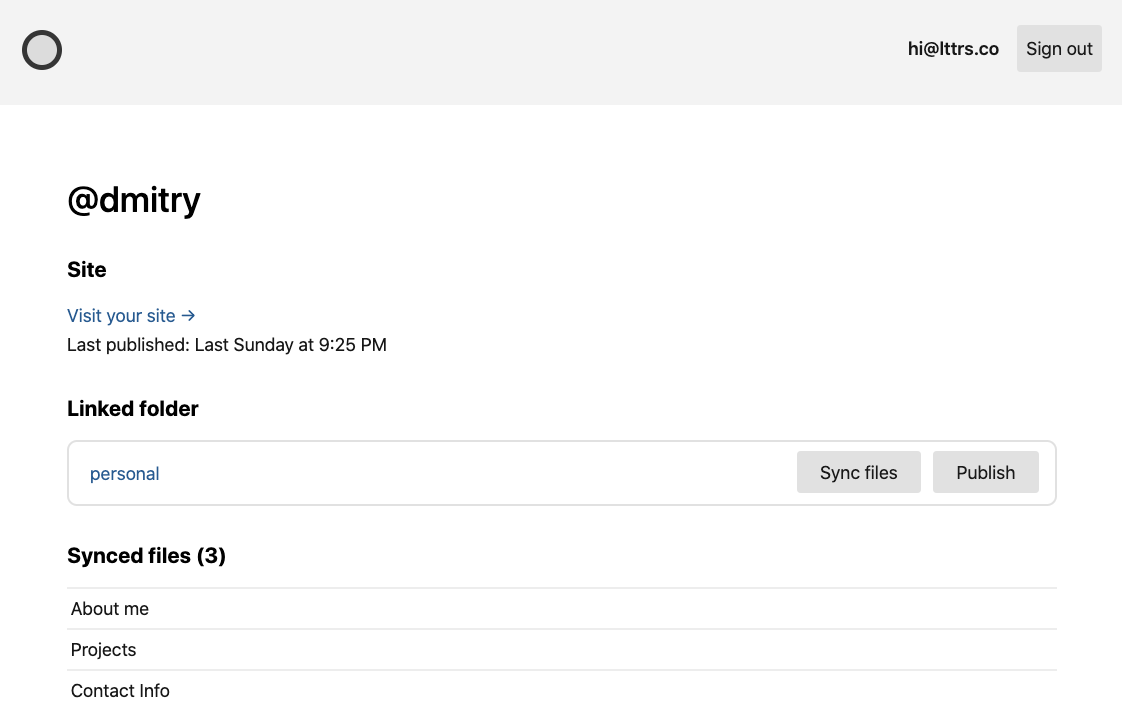 hi@lttrs.co Sign out
@dmitry
Site
Visit your site →
Last published: Last Sunday at 9:25 PM
Linked folder
personal Sync files Publish
Synced files (3)
About me
Projects
Contact Info